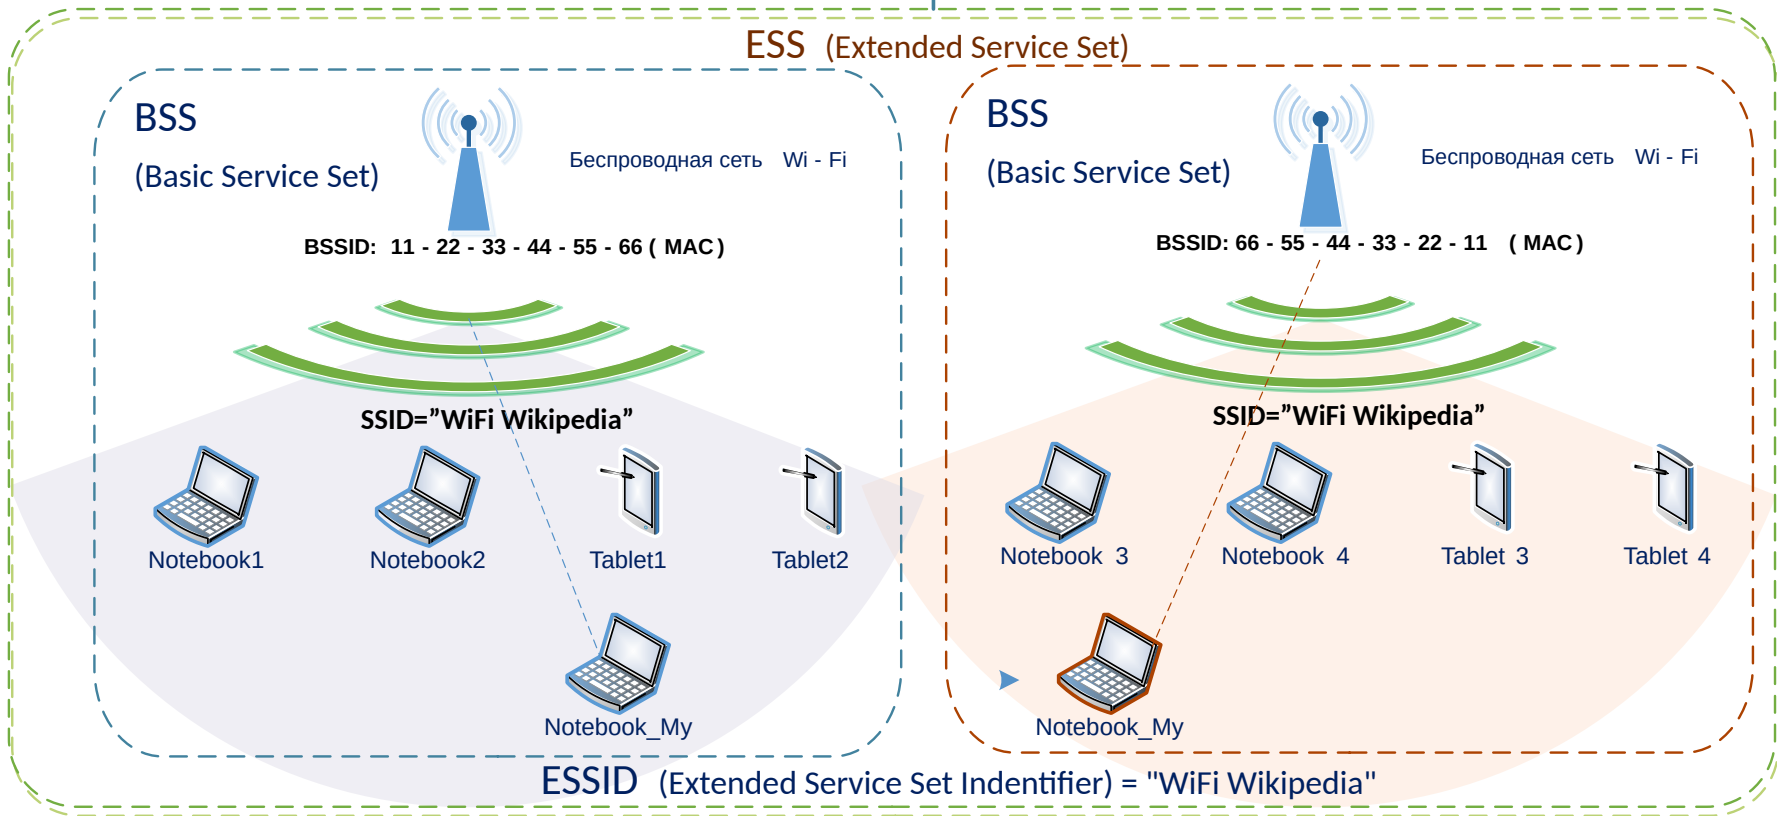 ESS (Extended Service Set)
BSS
(Basic Service Set)
Беспроводная сеть Wi - Fi
BSSID: 11 - 22 - 33 - 44 - 55 - 66 ( MAC )
SSID=”WiFi Wikipedia”
Notebook1
Notebook2
Tablet1
Tablet2
Notebook_My
BSS
(Basic Service Set)
Беспроводная сеть Wi - Fi
BSSID: 66 - 55 - 44 - 33 - 22 - 11 ( MAC )
SSID=”WiFi Wikipedia”
Notebook 3
Notebook 4
Tablet 3
Tablet 4
Notebook_My
ESSID (Extended Service Set Indentifier) = "WiFi Wikipedia"